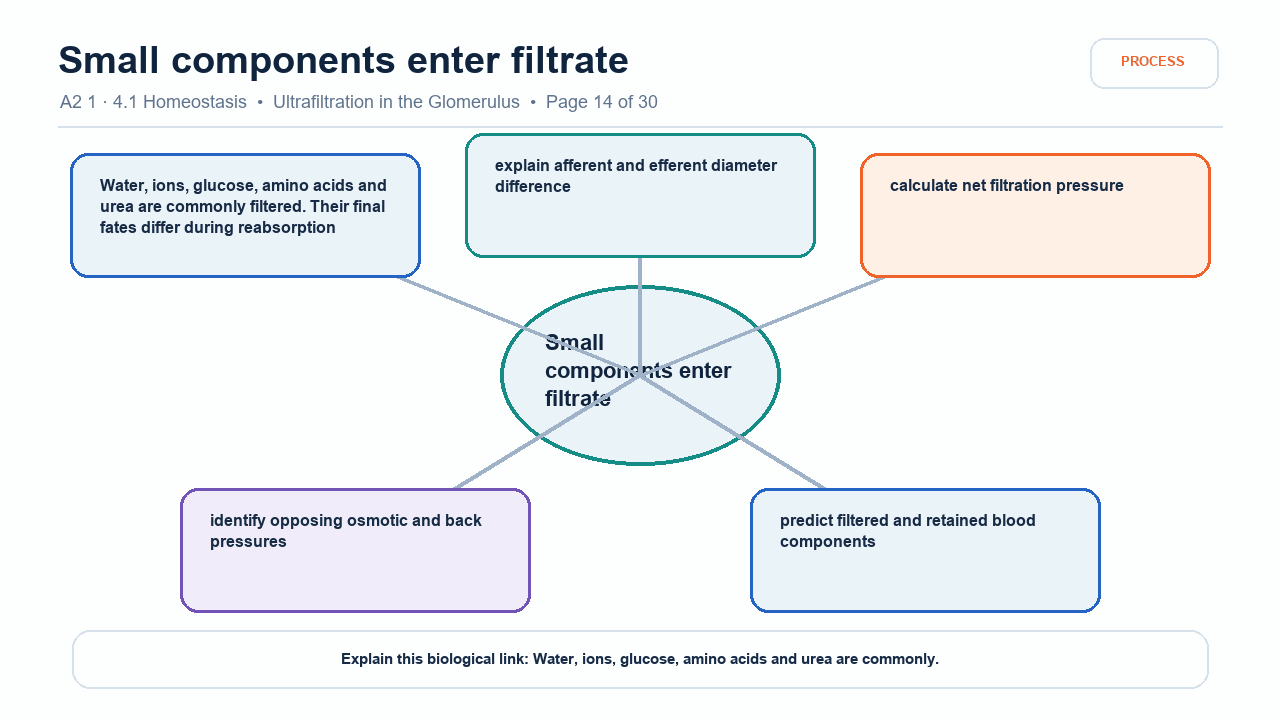 Small components enter filtrate
PROCESS
A2 1 · 4.1 Homeostasis • Ultrafiltration in the Glomerulus • Page 14 of 30
Water, ions, glucose, amino acids and
urea are commonly filtered. Their final
fates differ during reabsorption
explain afferent and efferent diameter
difference
calculate net filtration pressure
Small
components enter
filtrate
identify opposing osmotic and back
pressures
predict filtered and retained blood
components
Explain this biological link: Water, ions, glucose, amino acids and urea are commonly.